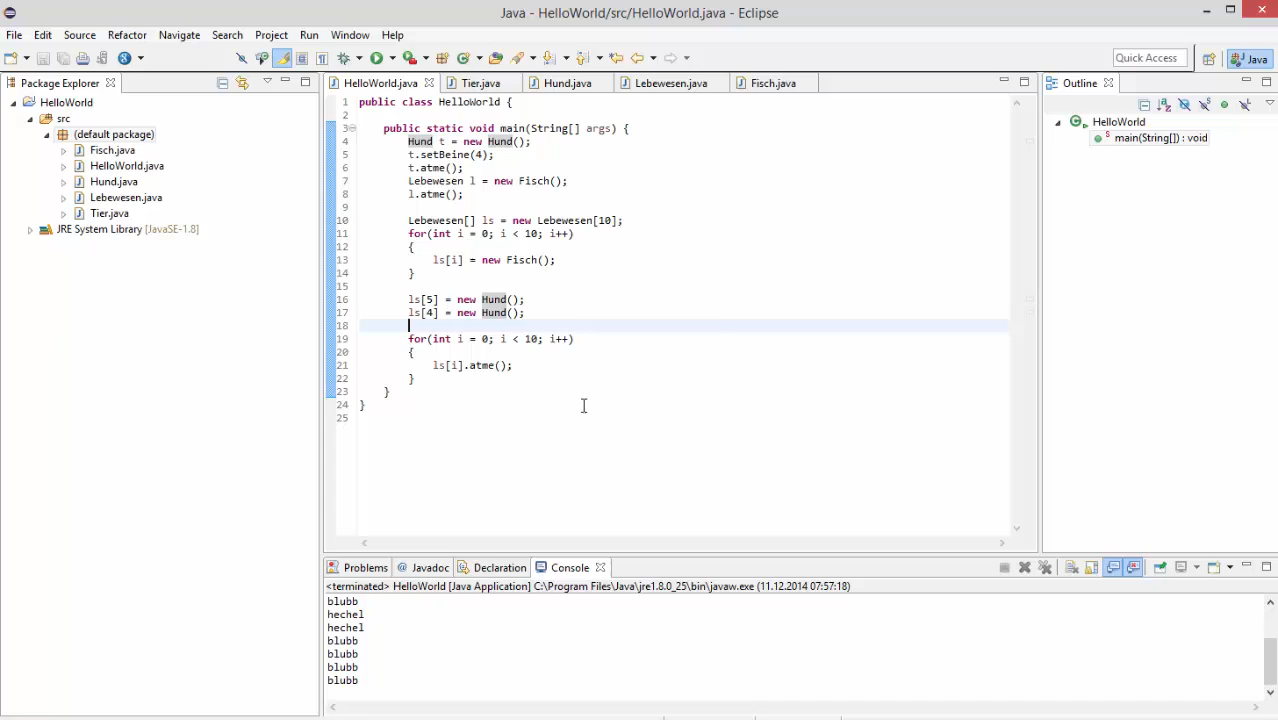 Java - HelloWorld/src/HelloWorld.java - Eclipse
File Edit Source Refactor Navigate Search Project Run Window Help
Quick Access
Java
Package Explorer
HelloWorld
src
(default package)
Fisch.java
HelloWorld.java
Hund.java
Lebewesen.java
Tier.java
JRE System Library [JavaSE-1.8]
HelloWorld.java Tier.java Hund.java Lebewesen.java Fisch.java
1 public class HelloWorld {
2
3 public static void main(String[] args) {
4 Hund t = new Hund();
5 t.setBeine(4);
6 t.atme();
7 Lebewesen l = new Fisch();
8 l.atme();
9
10 Lebewesen[] ls = new Lebewesen[10];
11 for(int i = 0; i < 10; i++)
12 {
13 ls[i] = new Fisch();
14 }
15
16 ls[5] = new Hund();
17 ls[4] = new Hund();
18
19 for(int i = 0; i < 10; i++)
20 {
21 ls[i].atme();
22 }
23 }
24 }
25
Outline
HelloWorld
main(String[]) : void
Problems @ Javadoc Declaration Console
<terminated> HelloWorld [Java Application] C:\Program Files\Java\jre1.8.0_25\bin\javaw.exe (11.12.2014 07:57:18)
blubb
hechel
hechel
blubb
blubb
blubb
blubb